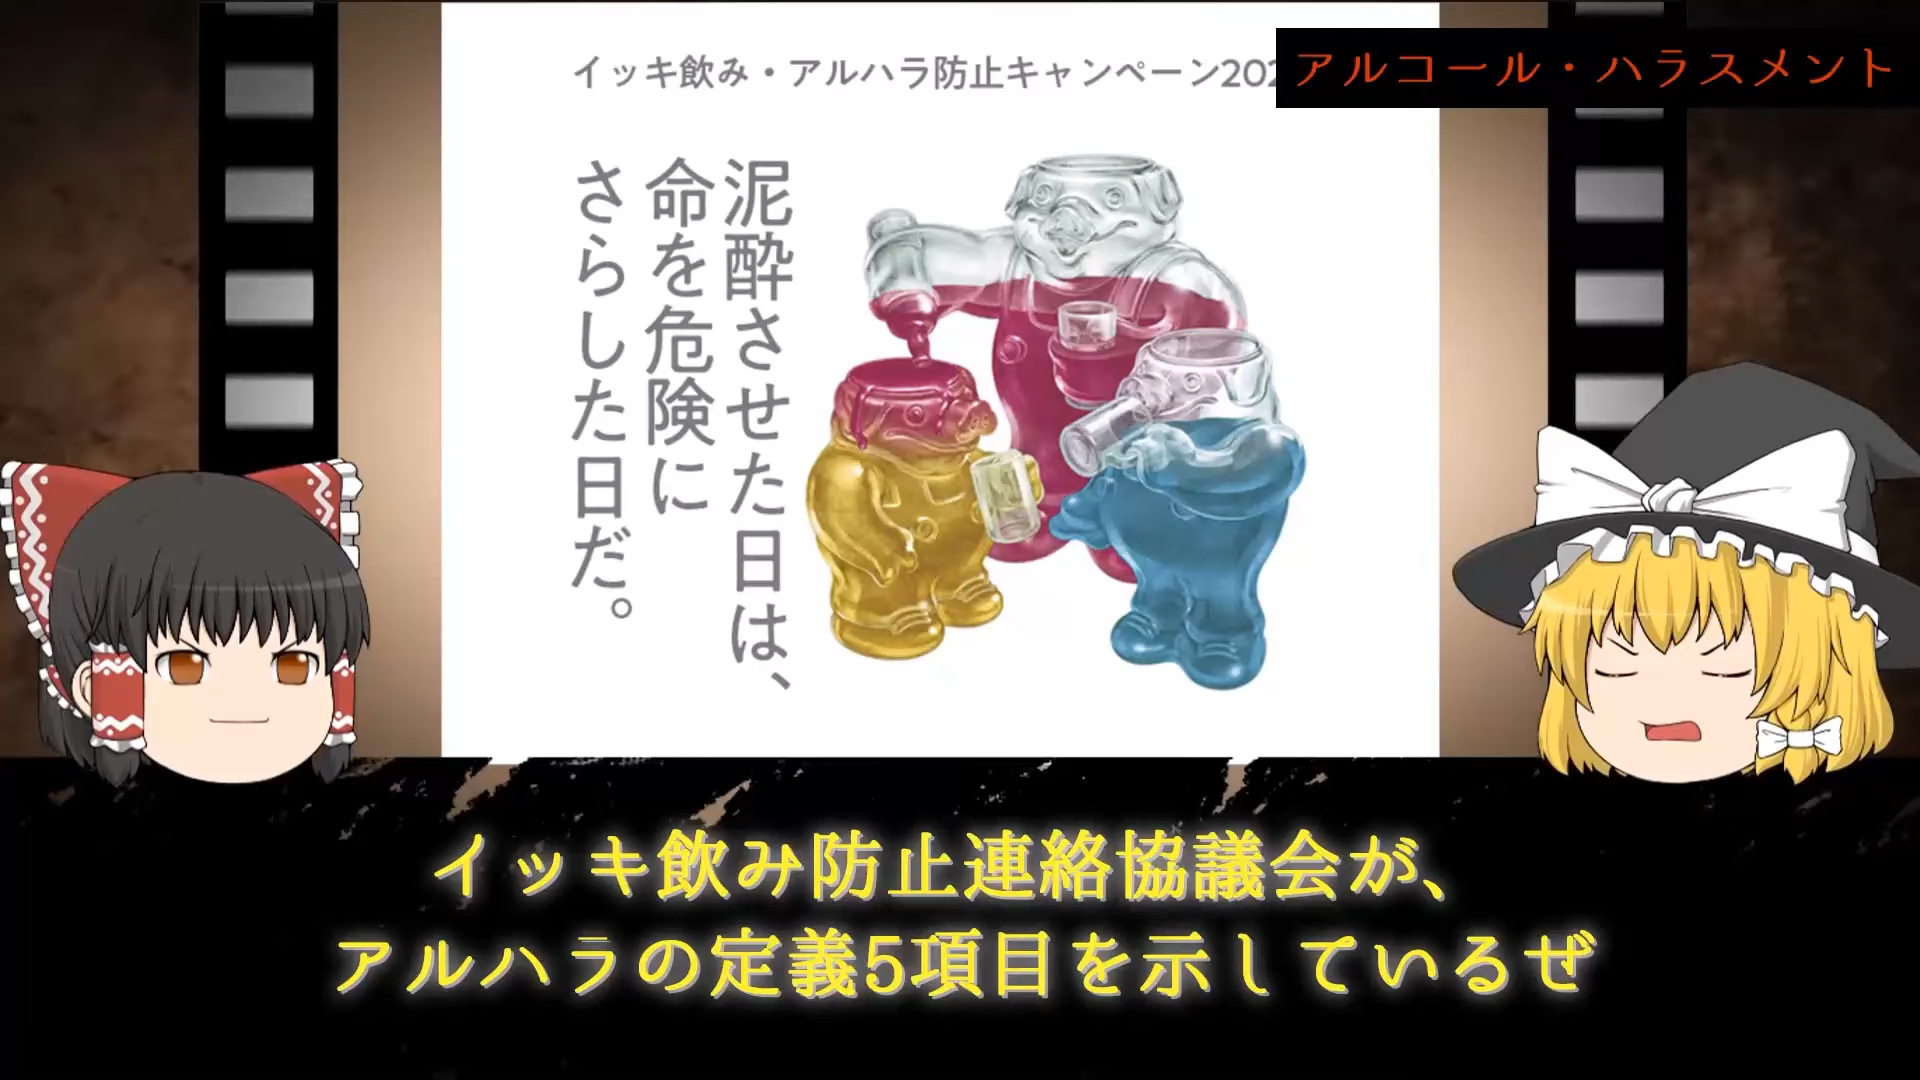 イッキ飲み・アルハラ防止キャンペーン202
アルコール・ハラスメント
泥酔させた日は、
命を危険に
さらした日だ。
イッキ飲み防止連絡協議会が、
アルハラの定義5項目を示しているぜ